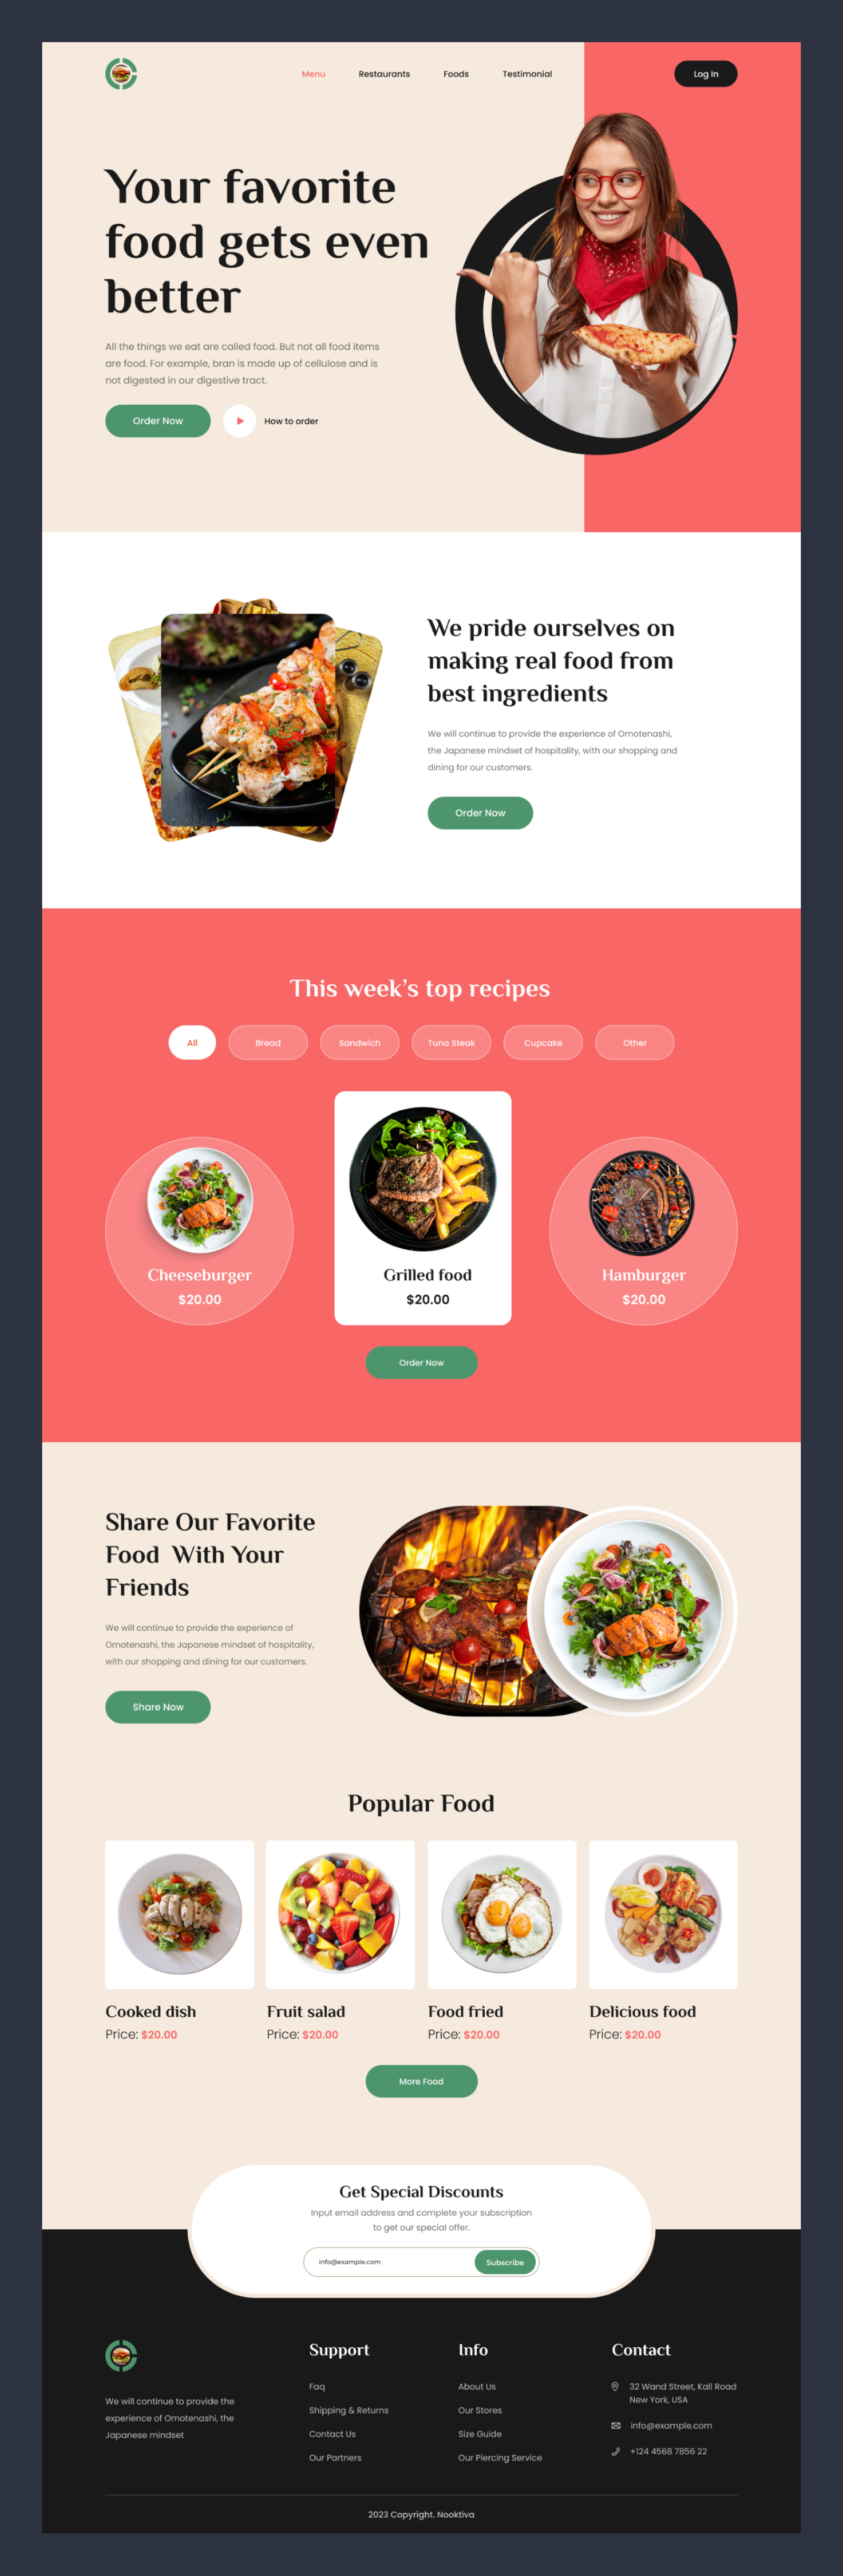 Menu
Restaurants
Foods
Testimonial
Log In
Your favorite
food gets even
better
All the things we eat are called food. But not all food items
are food. For example, bran is made up of cellulose and is
not digested in our digestive tract.
Order Now
How to order
We pride ourselves on
making real food from
best ingredients
We will continue to provide the experience of Omotenashi,
the Japanese mindset of hospitality, with our shopping and
dining for our customers.
Order Now
This week's top recipes
All
Bread
Sandwich
Tuna Steak
Cupcake
Other
Cheeseburger
$20.00
Grilled food
$20.00
Hamburger
$20.00
Order Now
Share Our Favorite
Food With Your
Friends
We will continue to provide the experience of
Omotenashi, the Japanese mindset of hospitality,
with our shopping and dining for our customers.
Share Now
Popular Food
Cooked dish
Price: $20.00
Fruit salad
Price: $20.00
Food fried
Price: $20.00
Delicious food
Price: $20.00
More Food
Get Special Discounts
Input email address and complete your subscription
to get our special offer.
info@example.com
Subscribe
We will continue to provide the
experience of Omotenashi, the
Japanese mindset
Support
Faq
Shipping & Returns
Contact Us
Our Partners
Info
About Us
Our Stores
Size Guide
Our Piercing Service
Contact
32 Wand Street, Kall Road
New York, USA
info@example.com
+124 4568 7856 22
2023 Copyright. Nooktiva